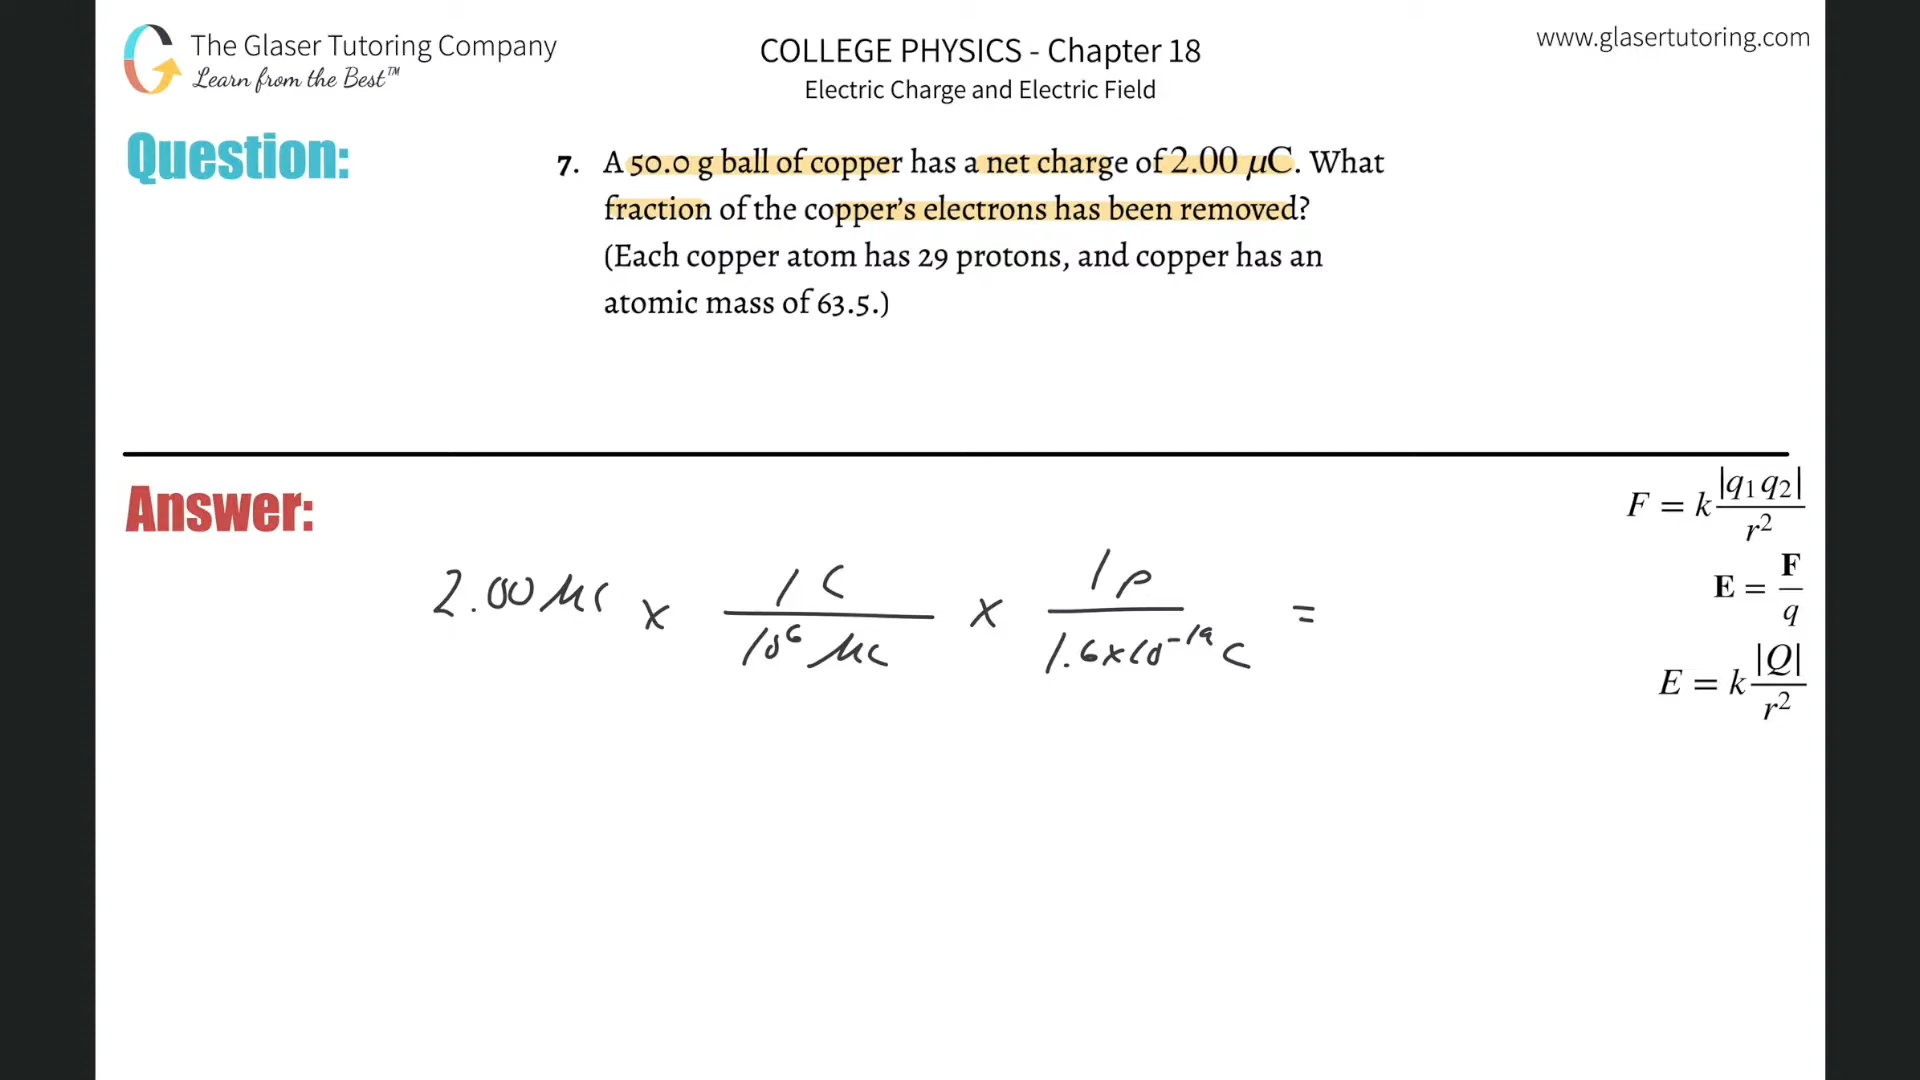 The Glaser Tutoring Company
Learn from the Best™
COLLEGE PHYSICS - Chapter 18
Electric Charge and Electric Field
www.glasertutoring.com
Question:
7. A 50.0 g ball of copper has a net charge of 2.00 μC. What
fraction of the copper's electrons has been removed?
(Each copper atom has 29 protons, and copper has an
atomic mass of 63.5.)
Answer:
2.00 μC × 1 C / 10⁶ μC × 1 p / 1.6×10⁻¹⁹ C =
F = k |q₁q₂| / r²
E = F / q
E = k |Q| / r²